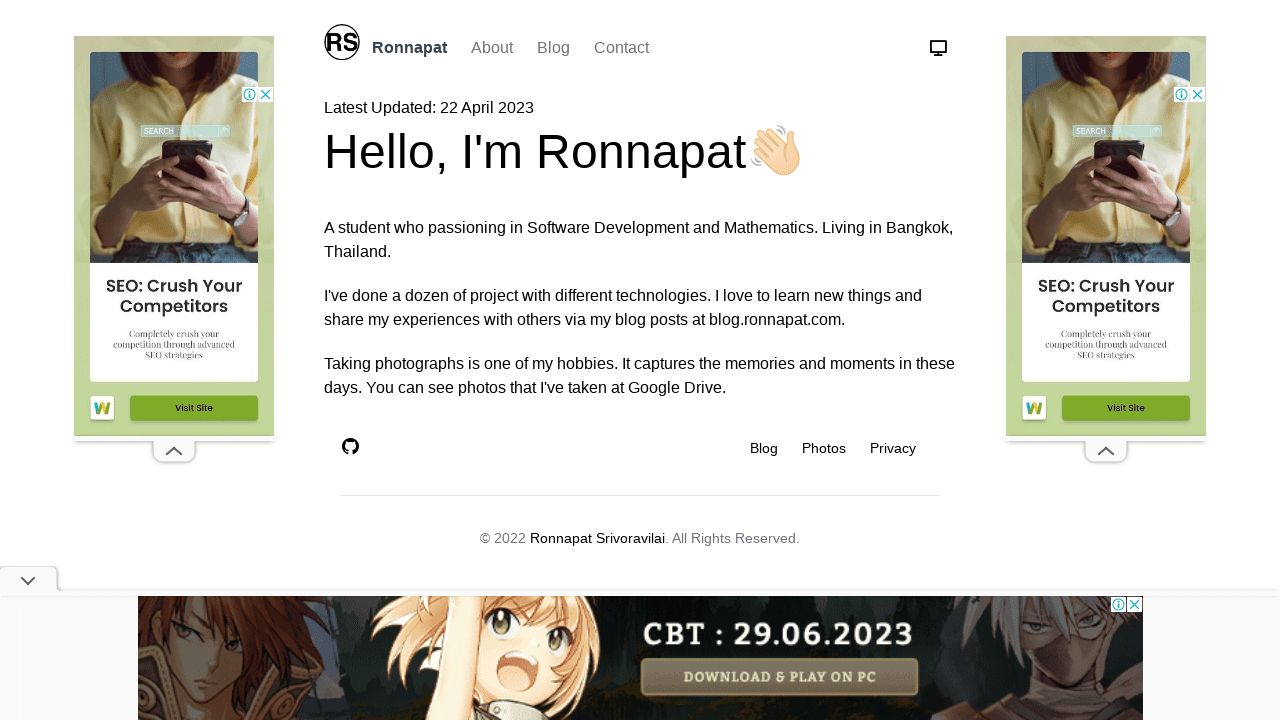 RS Ronnapat About Blog Contact
Latest Updated: 22 April 2023
Hello, I'm Ronnapat
A student who passioning in Software Development and Mathematics. Living in Bangkok,
Thailand.
I've done a dozen of project with different technologies. I love to learn new things and
share my experiences with others via my blog posts at blog.ronnapat.com.
Taking photographs is one of my hobbies. It captures the memories and moments in these
days. You can see photos that I've taken at Google Drive.
Blog Photos Privacy
© 2022 Ronnapat Srivoravilai. All Rights Reserved.
SEARCH
SEO: Crush Your
Competitors
Completely crush your
competition through advanced
SEO strategies
Visit Site
SEARCH
SEO: Crush Your
Competitors
Completely crush your
competition through advanced
SEO strategies
Visit Site
CBT : 29.06.2023
DOWNLOAD & PLAY ON PC